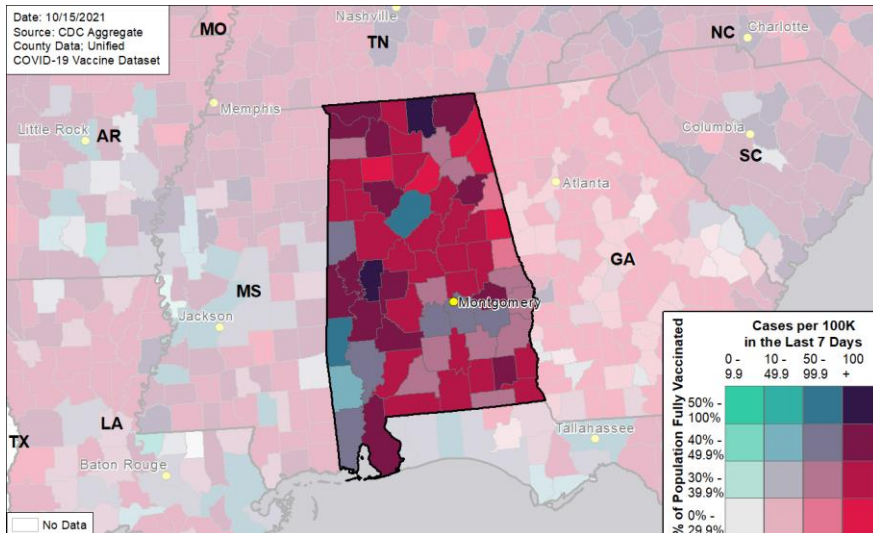 Date: 10/15/2021
Source: CDC Aggregate
County Data; Unified
COVID-19 Vaccine Dataset
MO
Nashville
TN
NC
Charlotte
Memphis
Little Rock
AR
Columbia
SC
Atlanta
GA
MS
Montgomery
Jackson
LA
TX
Baton Rouge
Tallahassee
No Data
Cases per 100K
in the Last 7 Days
0 -
9.9
10 -
49.9
50 -
99.9
100
+
% of Population Fully Vaccinated
50% -
100%
40% -
49.9%
30% -
39.9%
0% -
29.9%